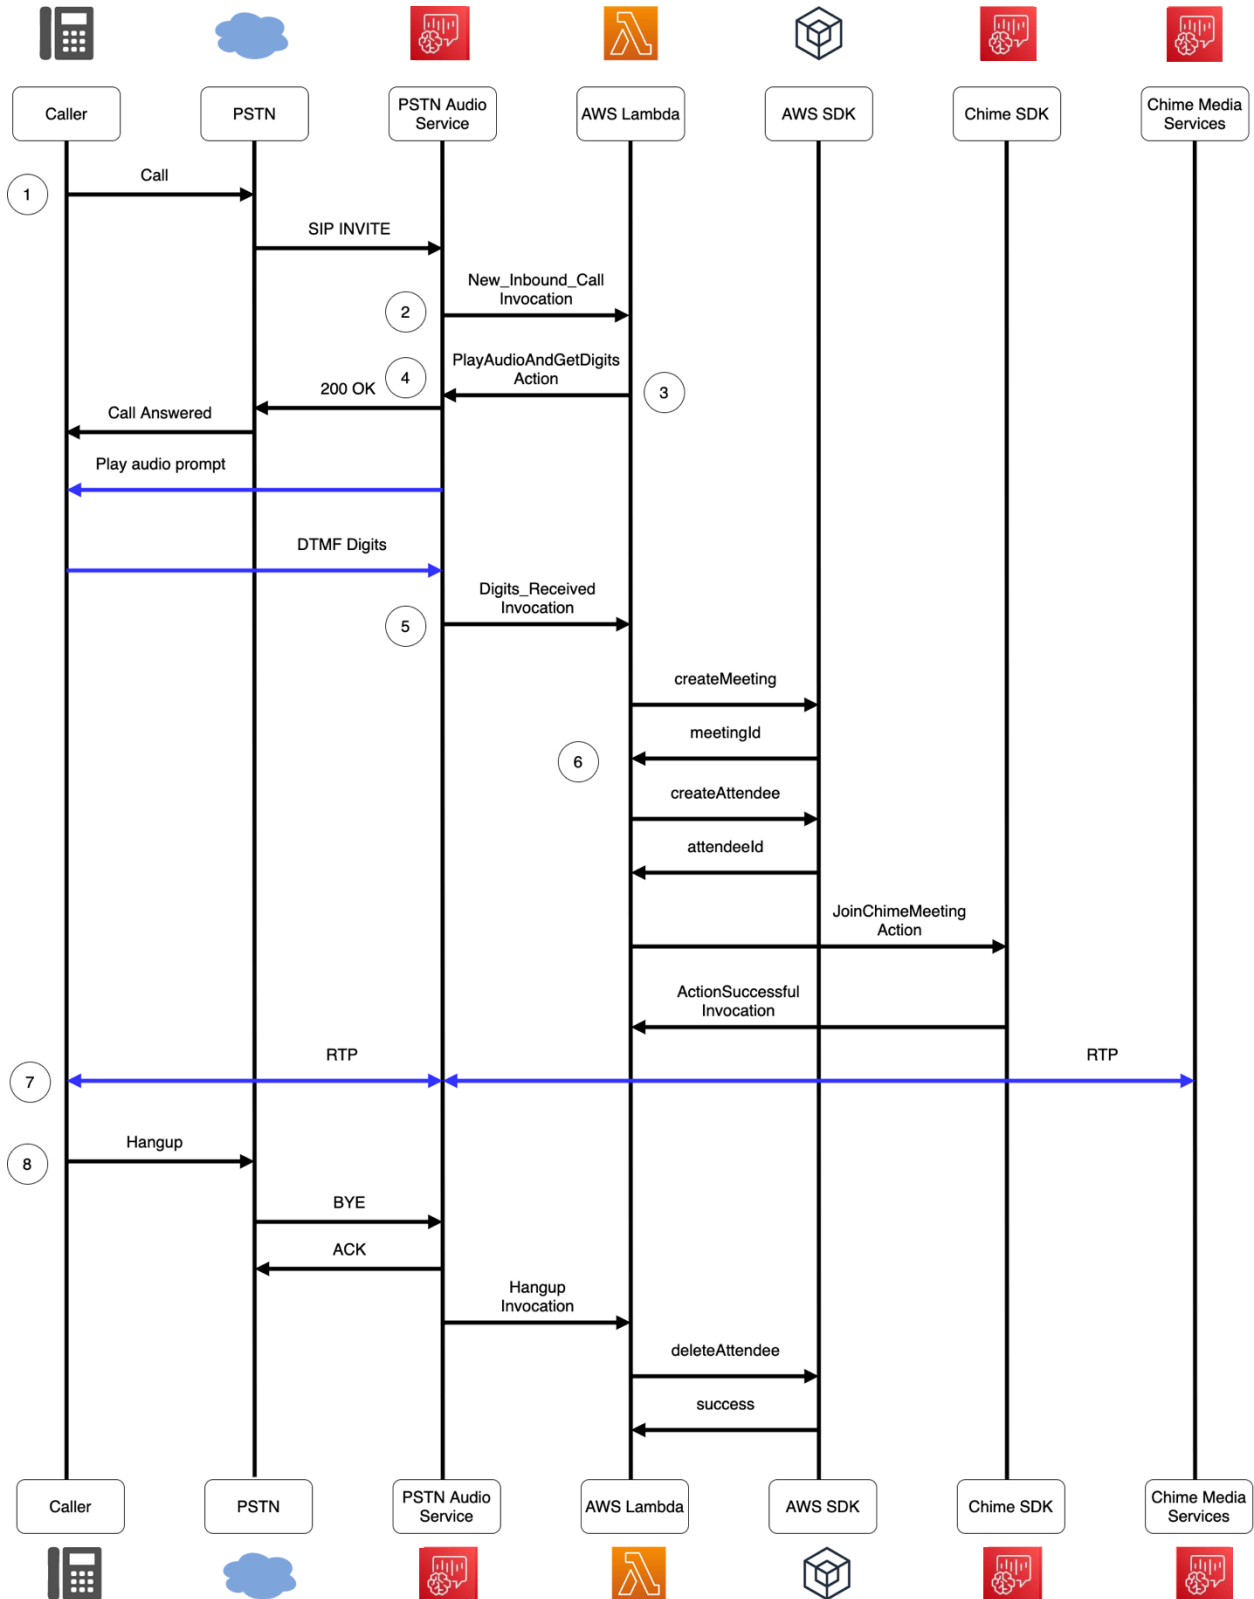 Caller
PSTN
PSTN Audio
Service
AWS Lambda
AWS SDK
Chime SDK
Chime Media
Services
1
Call
SIP INVITE
New_Inbound_Call
Invocation
2
PlayAudioAndGetDigits
Action
3
4
200 OK
Call Answered
Play audio prompt
DTMF Digits
Digits_Received
Invocation
5
createMeeting
meetingId
6
createAttendee
attendeeId
JoinChimeMeeting
Action
ActionSuccessful
Invocation
RTP
RTP
7
Hangup
8
BYE
ACK
Hangup
Invocation
deleteAttendee
success
Caller
PSTN
PSTN Audio
Service
AWS Lambda
AWS SDK
Chime SDK
Chime Media
Services